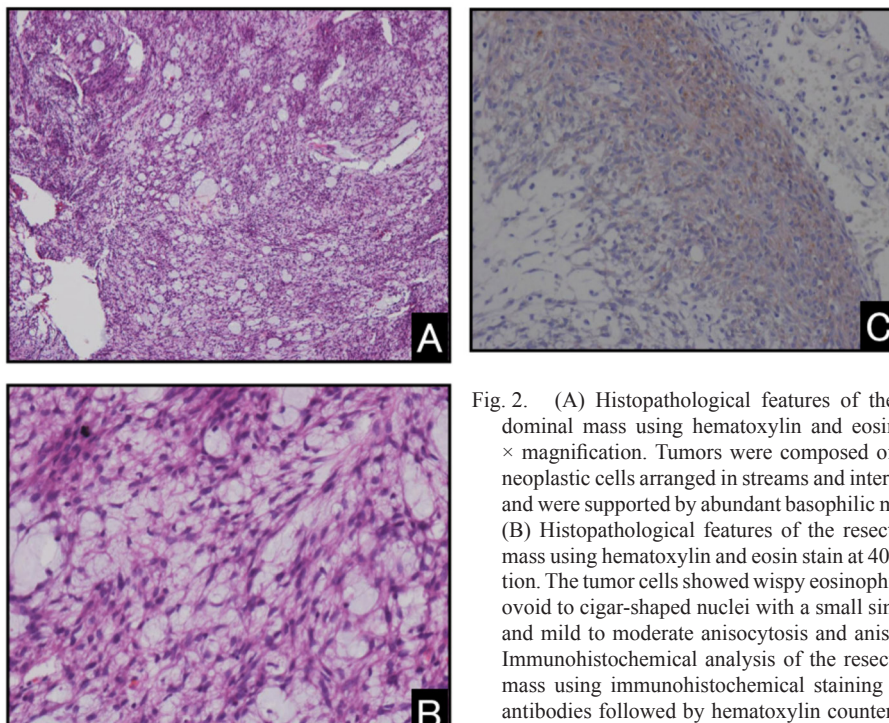 A
C
B
Fig. 2. (A) Histopathological features of the
dominal mass using hematoxylin and eosin
× magnification. Tumors were composed of
neoplastic cells arranged in streams and inter
and were supported by abundant basophilic m
(B) Histopathological features of the resect
mass using hematoxylin and eosin stain at 40
tion. The tumor cells showed wispy eosinoph
ovoid to cigar-shaped nuclei with a small sin
and mild to moderate anisocytosis and anis
Immunohistochemical analysis of the resec
mass using immunohistochemical staining
antibodies followed by hematoxylin counte